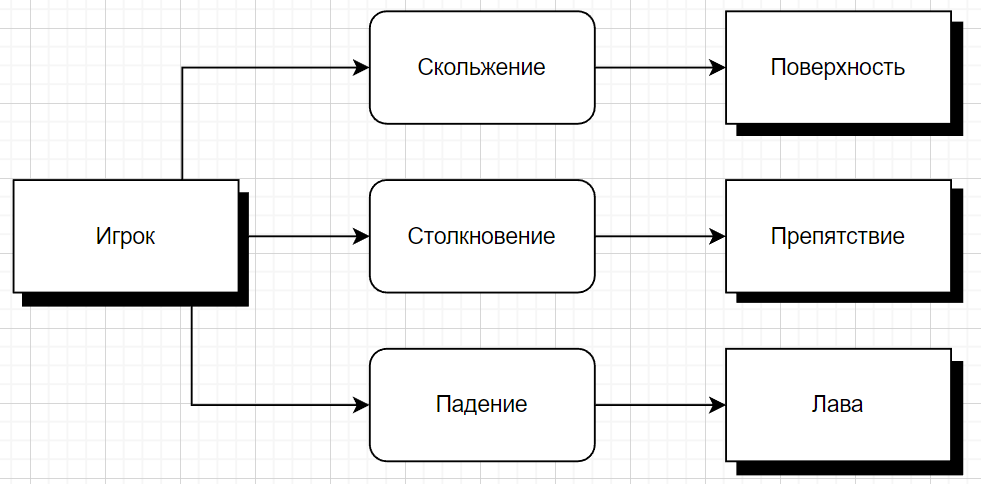 Скольжение
Поверхность
Игрок
Столкновение
Препятствие
Падение
Лава